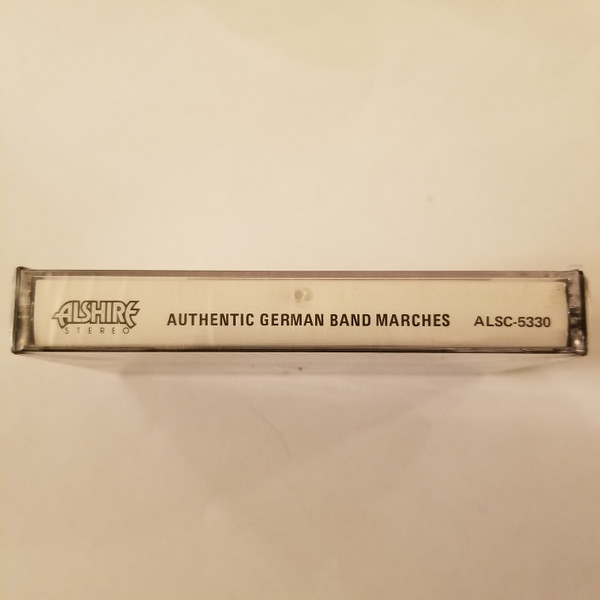 ALSHIRE
STEREO
AUTHENTIC GERMAN BAND MARCHES
ALSC-5330